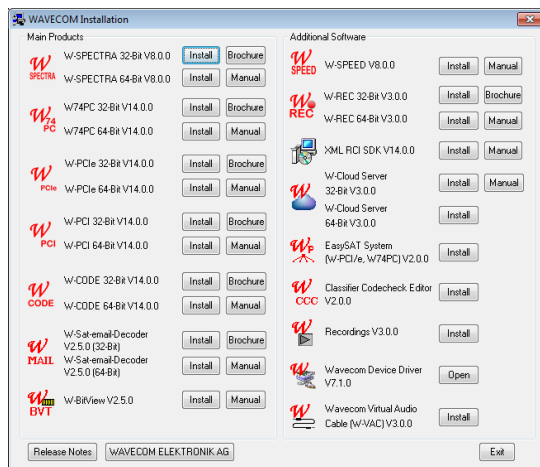 WAVECOM Installation
Main Products
W SPECTRA
W-SPECTRA 32-Bit V8.0.0 Install Brochure
W-SPECTRA 64-Bit V8.0.0 Install Manual
W 74 PC
W74PC 32-Bit V14.0.0 Install Brochure
W74PC 64-Bit V14.0.0 Install Manual
W PCIe
W-PCIe 32-Bit V14.0.0 Install Brochure
W-PCIe 64-Bit V14.0.0 Install Manual
W PCI
W-PCI 32-Bit V14.0.0 Install Brochure
W-PCI 64-Bit V14.0.0 Install Manual
W CODE
W-CODE 32-Bit V14.0.0 Install Brochure
W-CODE 64-Bit V14.0.0 Install Manual
W MAIL
W-Sat-email-Decoder
V2.5.0 (32-Bit) Install Brochure
W-Sat-email-Decoder
V2.5.0 (64-Bit) Install Manual
W BVT
W-BitView V2.5.0 Install Manual
Additional Software
W SPEED
W-SPEED V8.0.0 Install Manual
W REC
W-REC 32-Bit V3.0.0 Install Brochure
W-REC 64-Bit V3.0.0 Install Manual
XML RCI SDK V14.0.0 Install Manual
W
W-Cloud Server
32-Bit V3.0.0 Install Manual
W-Cloud Server
64-Bit V3.0.0 Install
W P
EasySAT System
(W-PCI/e, W74PC) V2.0.0 Install
W CCC
Classifier Codecheck Editor
V2.0.0 Install
W
Recordings V3.0.0 Install
W
Wavecom Device Driver
V7.1.0 Open
W
Wavecom Virtual Audio
Cable (W-VAC) V3.0.0 Install
Release Notes WAVECOM ELEKTRONIK AG Exit